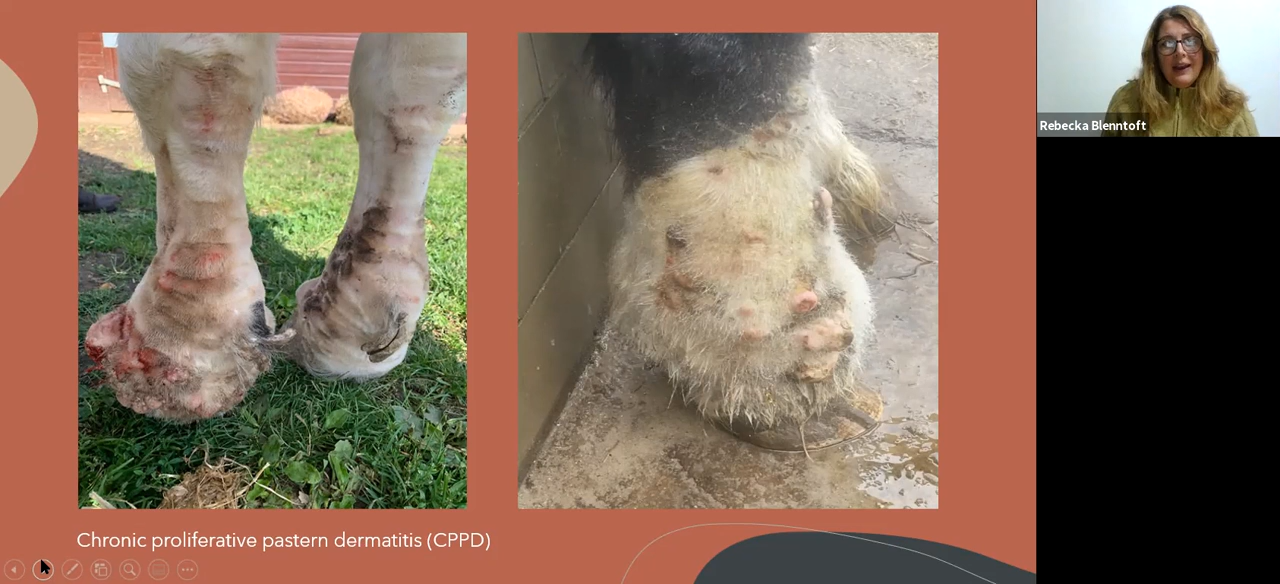 Rebecka Blenntoft
Chronic proliferative pastern dermatitis (CPPD)